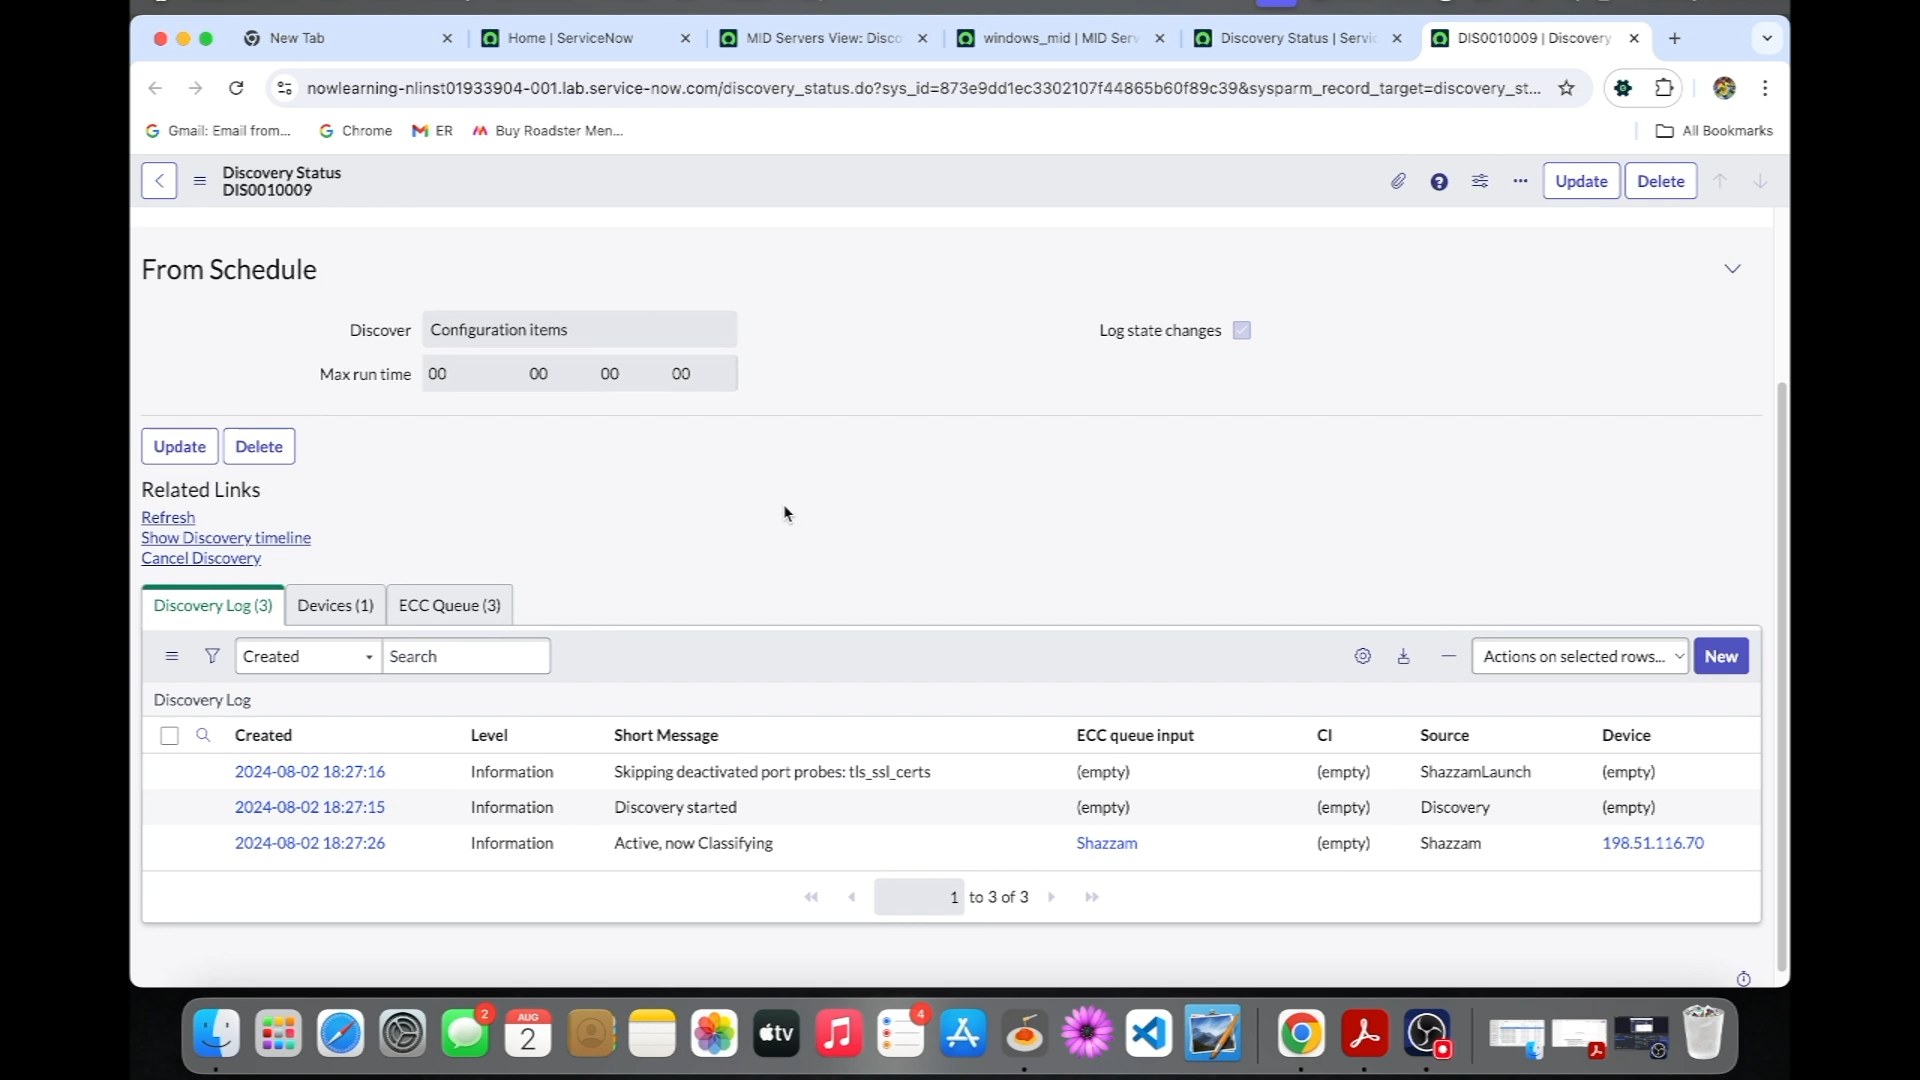 New Tab
Home | ServiceNow
MID Servers View: Disco
windows_mid | MID Serv
Discovery Status | Servic
DIS0010009 | Discovery
nowlearning-nlinst01933904-001.lab.service-now.com/discovery_status.do?sys_id=873e9dd1ec3302107f44865b60f89c39&sysparm_record_target=discovery_st...
Gmail: Email from...
Chrome
ER
Buy Roadster Men...
All Bookmarks
Discovery Status
DIS0010009
Update
Delete
From Schedule
Discover
Configuration items
Log state changes
Max run time
00 00 00 00
Update
Delete
Related Links
Refresh
Show Discovery timeline
Cancel Discovery
Discovery Log (3)
Devices (1)
ECC Queue (3)
Created
Search
Actions on selected rows...
New
Discovery Log
Created Level Short Message ECC queue input CI Source Device
2024-08-02 18:27:16 Information Skipping deactivated port probes: tls_ssl_certs (empty) (empty) ShazzamLaunch (empty)
2024-08-02 18:27:15 Information Discovery started (empty) (empty) Discovery (empty)
2024-08-02 18:27:26 Information Active, now Classifying Shazzam (empty) Shazzam 198.51.116.70
1 to 3 of 3
2
AUG
2
tv
4